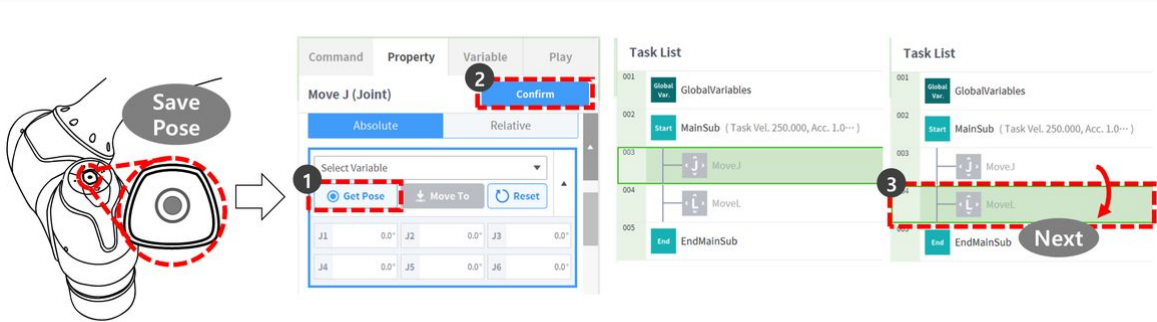 Save
Pose
Command Property Variable Play
2
Move J (Joint) Confirm
Absolute Relative
Select Variable
1
Get Pose Move To Reset
J1 0.0° J2 0.0° J3 0.0°
J4 0.0° J5 0.0° J6 0.0°
Task List
001
Global
Var.
GlobalVariables
002
Start MainSub ( Task Vel. 250.000, Acc. 1.0··· )
003
J MoveJ
004
L MoveL
005
End EndMainSub
Task List
001
Global
Var.
GlobalVariables
002
Start MainSub ( Task Vel. 250.000, Acc. 1.0··· )
003
J MoveJ
3
L MoveL
End EndMainSub
Next